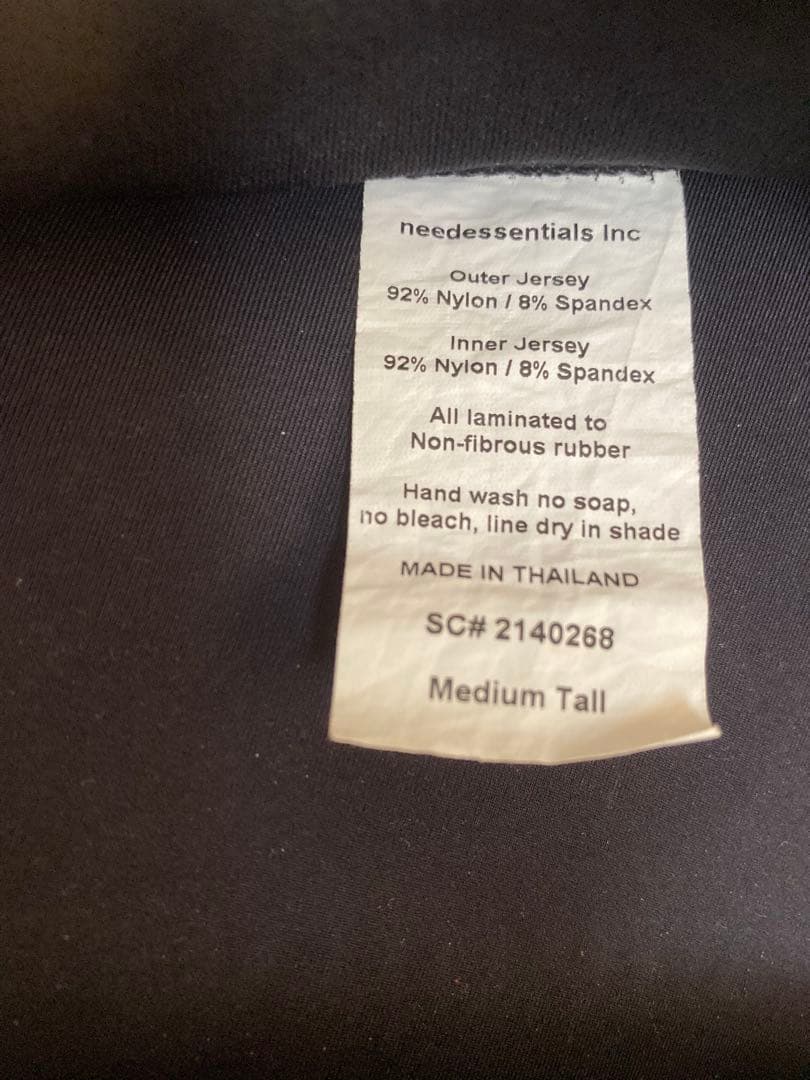 needessentials Inc
Outer Jersey
92% Nylon / 8% Spandex
Inner Jersey
92% Nylon / 8% Spandex
All laminated to
Non-fibrous rubber
Hand wash no soap,
no bleach, line dry in shade
MADE IN THAILAND
SC# 2140268
Medium Tall